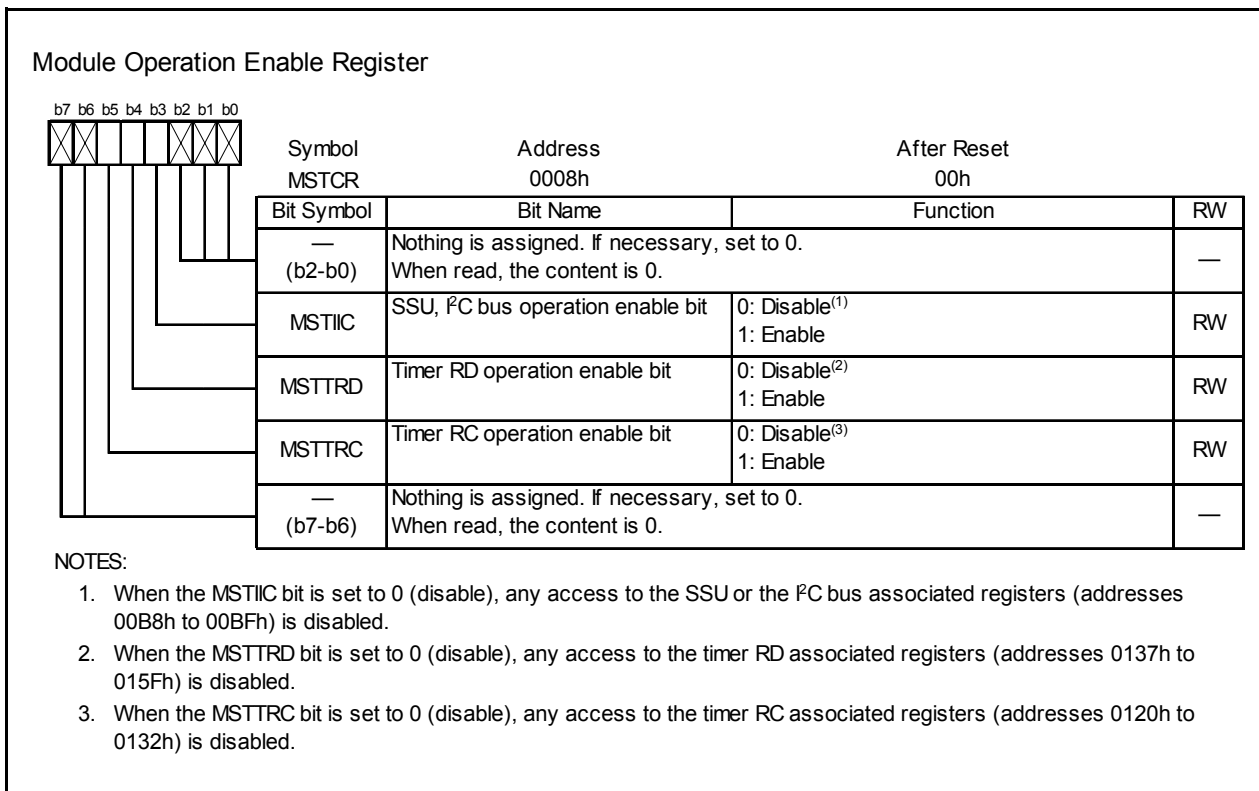 Module Operation Enable Register
b7 b6 b5 b4 b3 b2 b1 b0
Symbol Address After Reset
MSTCR 0008h 00h
Bit Symbol Bit Name Function RW
— Nothing is assigned. If necessary, set to 0.
(b2-b0) When read, the content is 0. —
MSTIIC SSU, I²C bus operation enable bit 0: Disable(1)
1: Enable RW
MSTTRD Timer RD operation enable bit 0: Disable(2)
1: Enable RW
MSTTRC Timer RC operation enable bit 0: Disable(3)
1: Enable RW
— Nothing is assigned. If necessary, set to 0.
(b7-b6) When read, the content is 0. —
NOTES:
1. When the MSTIIC bit is set to 0 (disable), any access to the SSU or the I²C bus associated registers (addresses
00B8h to 00BFh) is disabled.
2. When the MSTTRD bit is set to 0 (disable), any access to the timer RD associated registers (addresses 0137h to
015Fh) is disabled.
3. When the MSTTRC bit is set to 0 (disable), any access to the timer RC associated registers (addresses 0120h to
0132h) is disabled.